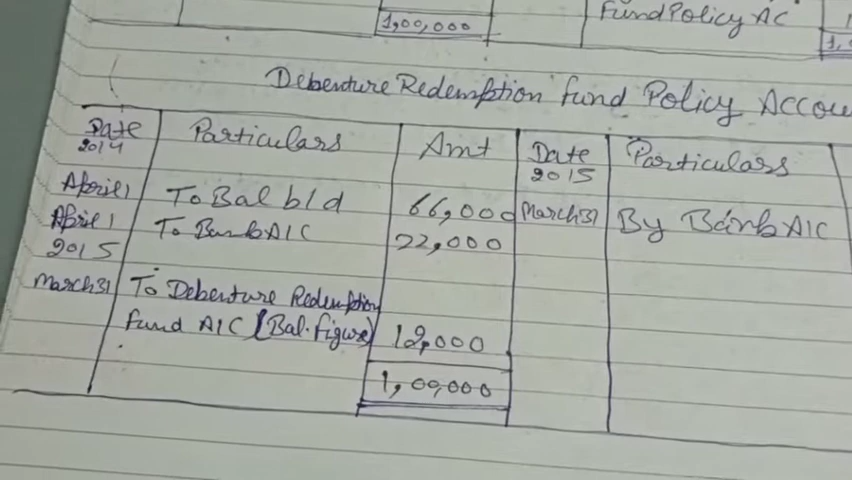 1,00,000
Fund Policy AC
Debenture Redemption Fund Policy Accou
Date Particulars Amt Date Particulars
2014 2015
April 1 To Bal b/d 66,000 March 31 By Bank A/C
April 1 To Bank A/C 22,000
2015
March 31 To Debenture Redemption
Fund A/C (Bal. figure) 12,000
1,00,000